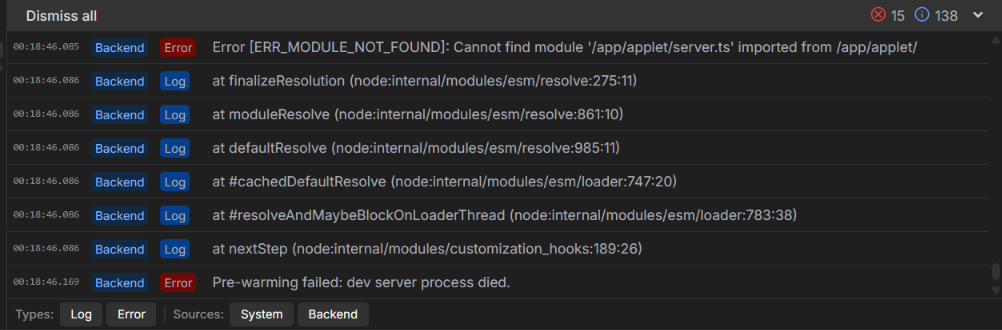 Dismiss all 15 138
00:18:46.085 Backend Error Error [ERR_MODULE_NOT_FOUND]: Cannot find module '/app/applet/server.ts' imported from /app/applet/
00:18:46.086 Backend Log at finalizeResolution (node:internal/modules/esm/resolve:275:11)
00:18:46.086 Backend Log at moduleResolve (node:internal/modules/esm/resolve:861:10)
00:18:46.086 Backend Log at defaultResolve (node:internal/modules/esm/resolve:985:11)
00:18:46.086 Backend Log at #cachedDefaultResolve (node:internal/modules/esm/loader:747:20)
00:18:46.086 Backend Log at #resolveAndMaybeBlockOnLoaderThread (node:internal/modules/esm/loader:783:38)
00:18:46.086 Backend Log at nextStep (node:internal/modules/customization_hooks:189:26)
00:18:46.169 Backend Error Pre-warming failed: dev server process died.
Types: Log Error Sources: System Backend